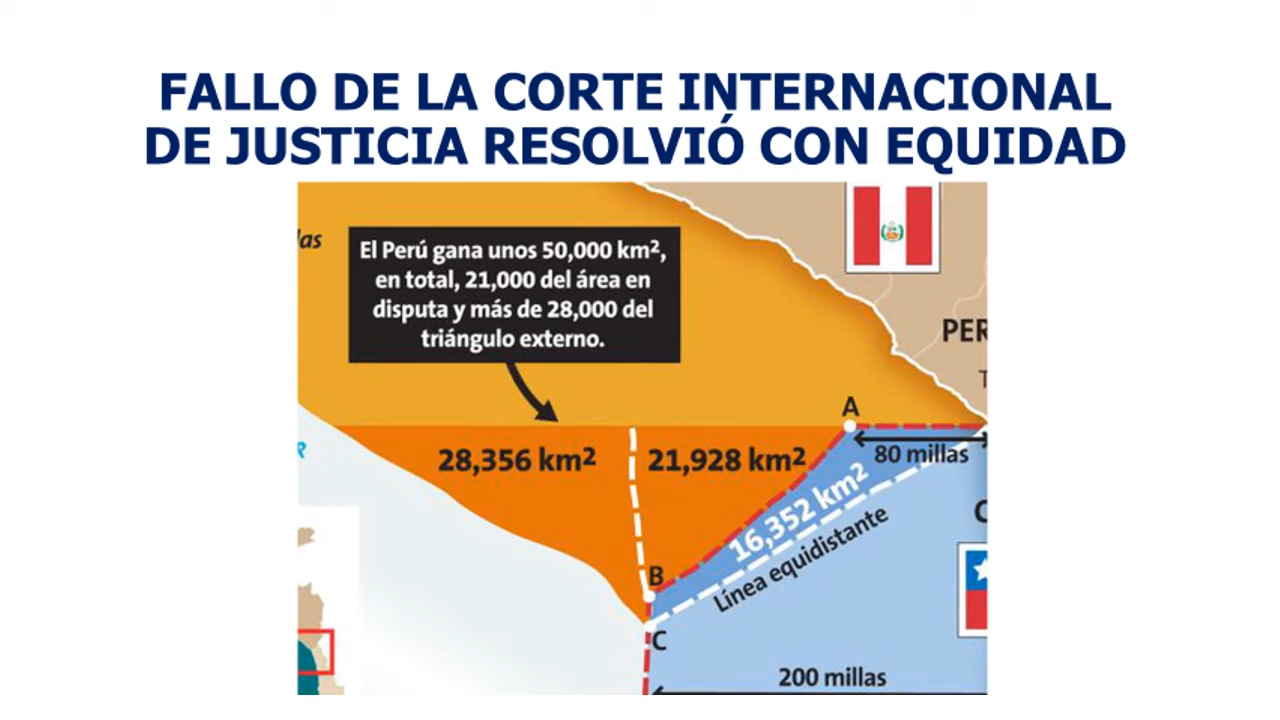 FALLO DE LA CORTE INTERNACIONAL
DE JUSTICIA RESOLVIÓ CON EQUIDAD
las
El Perú gana unos 50,000 km²,
en total, 21,000 del área en
disputa y más de 28,000 del
triángulo externo.
PER
T
A
R
28,356 km²
21,928 km²
80 millas
16,352 km²
C
Línea equidistante
B
C
200 millas